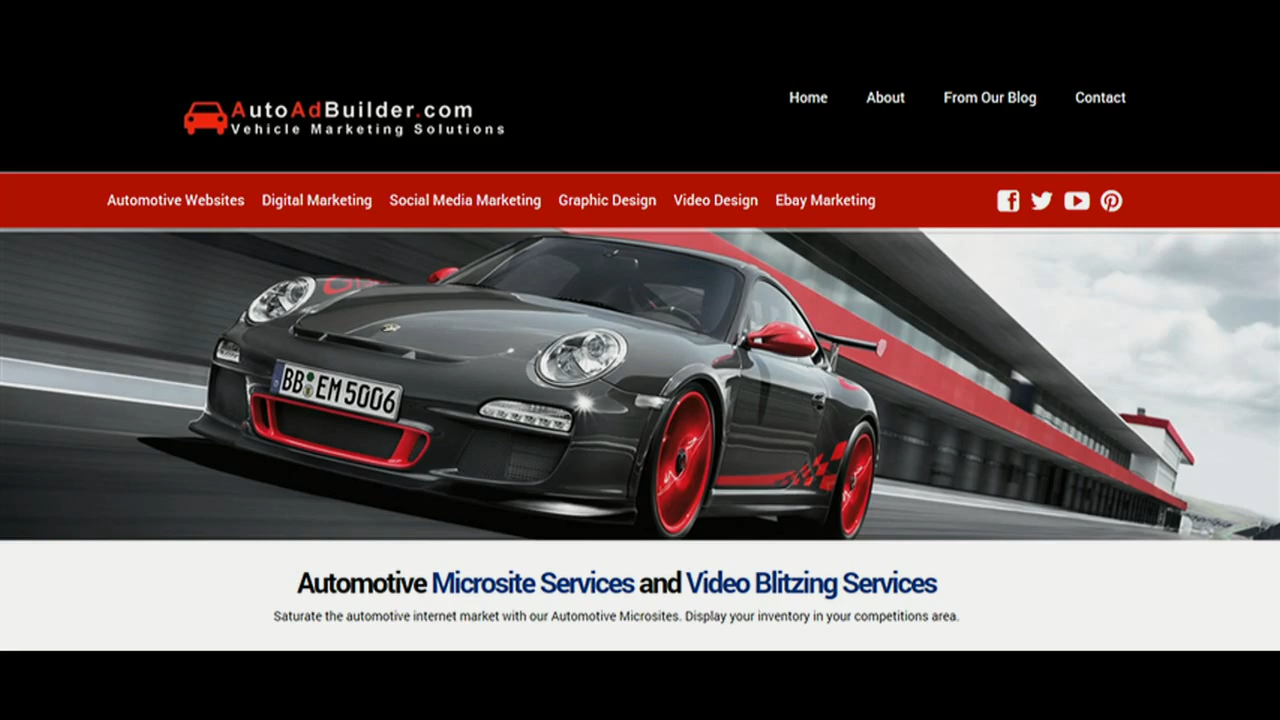 AutoAdBuilder.com
Vehicle Marketing Solutions
Home About From Our Blog Contact
Automotive Websites Digital Marketing Social Media Marketing Graphic Design Video Design Ebay Marketing
BB EM 5006
Automotive Microsite Services and Video Blitzing Services
Saturate the automotive internet market with our Automotive Microsites. Display your inventory in your competitions area.